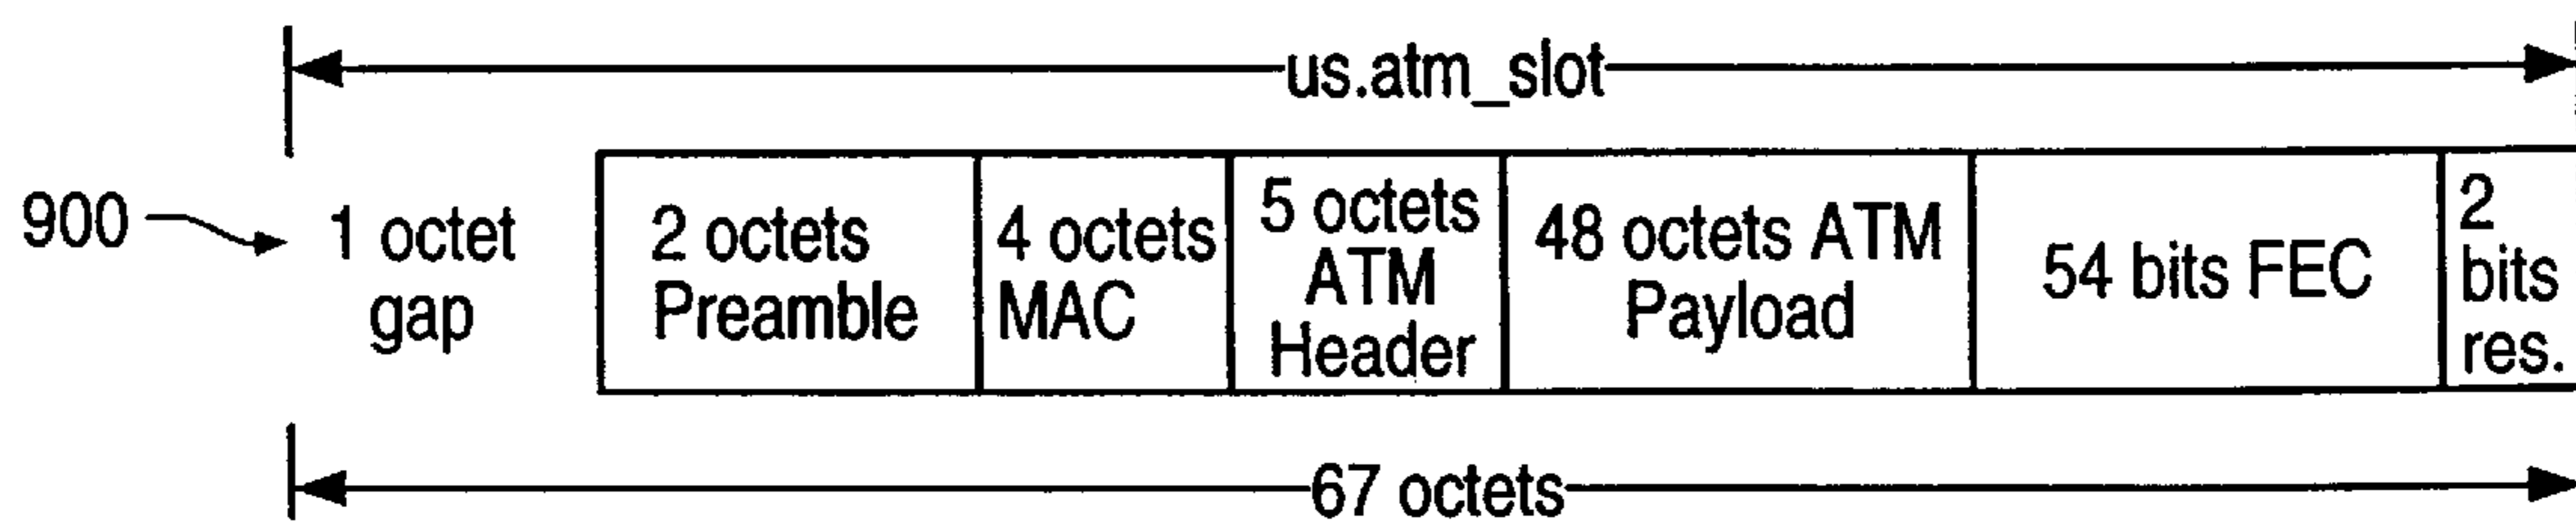 us.atm_slot
900
1 octet
gap
2 octets
Preamble
4 octets
MAC
5 octets
ATM
Header
48 octets ATM
Payload
54 bits FEC
2
bits
res.
67 octets